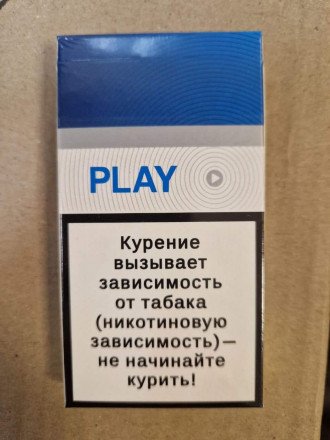 PLAY
Курение
вызывает
зависимость
от табака
(никотиновую
зависимость)—
не начинайте
курить!